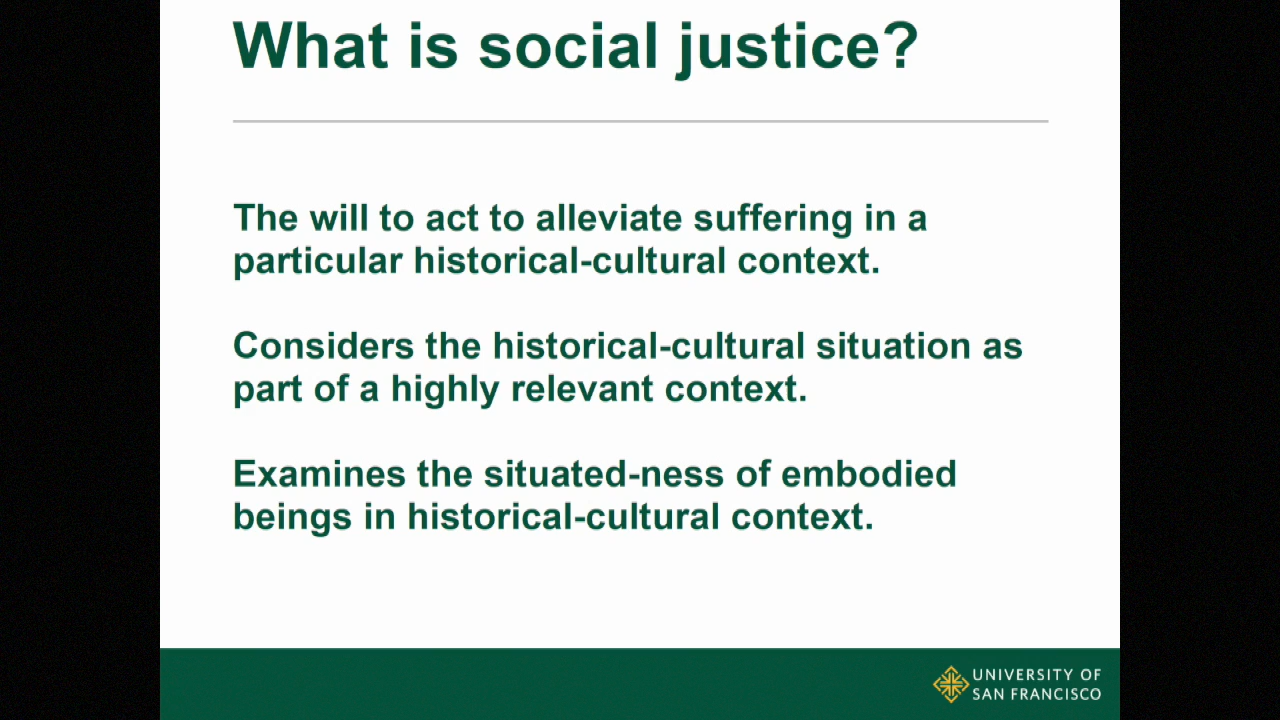 What is social justice?
The will to act to alleviate suffering in a
particular historical-cultural context.
Considers the historical-cultural situation as
part of a highly relevant context.
Examines the situated-ness of embodied
beings in historical-cultural context.
UNIVERSITY OF
SAN FRANCISCO